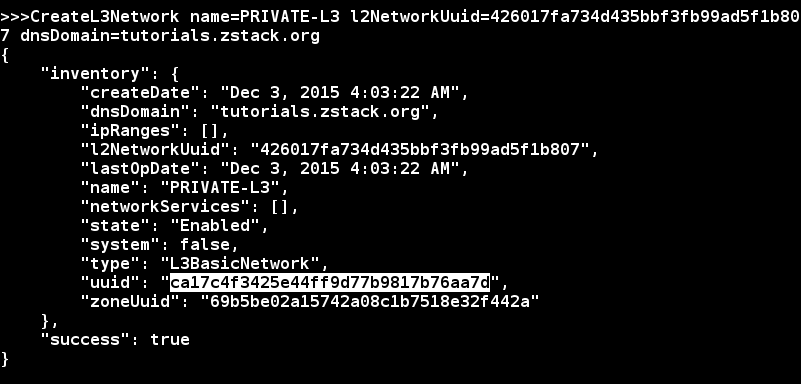 >>>CreateL3Network name=PRIVATE-L3 l2NetworkUuid=426017fa734d435bbf3fb99ad5f1b80
7 dnsDomain=tutorials.zstack.org
{
    "inventory": {
        "createDate": "Dec 3, 2015 4:03:22 AM",
        "dnsDomain": "tutorials.zstack.org",
        "ipRanges": [],
        "l2NetworkUuid": "426017fa734d435bbf3fb99ad5f1b807",
        "lastOpDate": "Dec 3, 2015 4:03:22 AM",
        "name": "PRIVATE-L3",
        "networkServices": [],
        "state": "Enabled",
        "system": false,
        "type": "L3BasicNetwork",
        "uuid": "ca17c4f3425e44ff9d77b9817b76aa7d",
        "zoneUuid": "69b5be02a15742a08c1b7518e32f442a"
    },
    "success": true
}